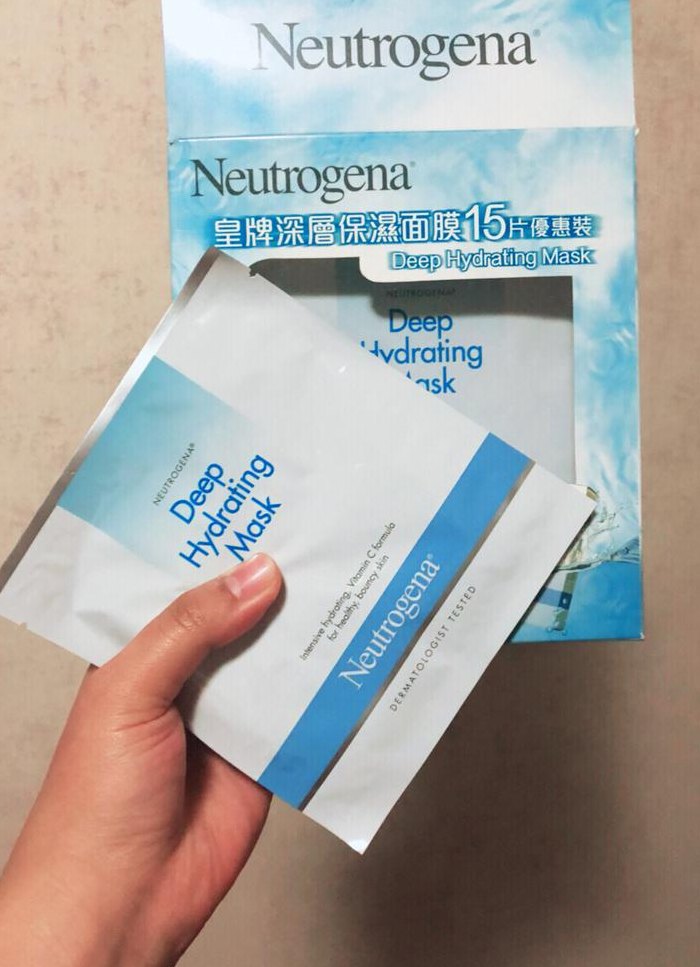 Neutrogena®
Neutrogena®
皇牌深層保濕面膜15片優惠裝
Deep Hydrating Mask
NEUTROGENA®
Deep
Hydrating
Mask
NEUTROGENA®
Deep
Hydrating
Mask
Intensive hydrating, Vitamin C formula
for healthy, bouncy skin
Neutrogena®
DERMATOLOGIST TESTED